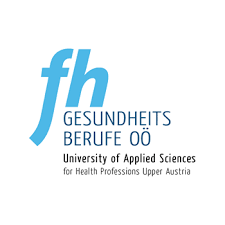 fh
GESUNDHEITS
BERUFE OÖ
University of Applied Sciences
for Health Professions Upper Austria